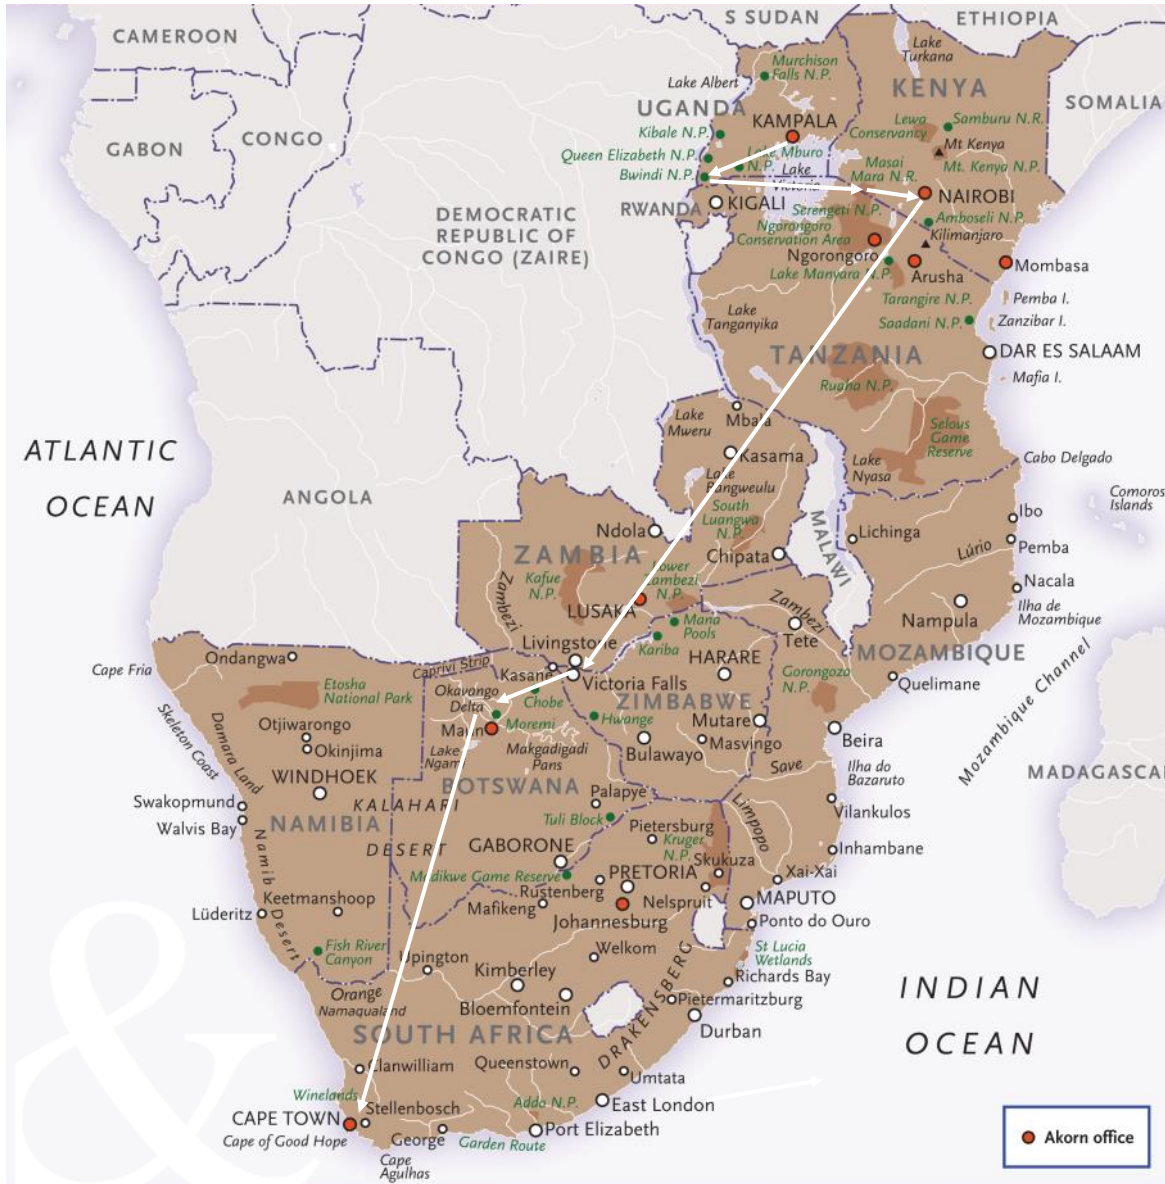 S SUDAN
ETHIOPIA
CAMEROON
Lake
Turkana
Murchison
Falls N.P.
Lake Albert
KENYA
SOMALIA
UGANDA
GABON
CONGO
KAMPALA
Lewa
Conservancy
Samburu N.R.
Kibale N.P.
Mt Kenya
Queen Elizabeth N.P.
Lake Mburo
N.P.
Masai
Mara N.R.
Mt. Kenya N.P.
Bwindi N.P.
Lake
Victoria
NAIROBI
RWANDA
KIGALI
Serengeti N.P.
Amboseli N.P.
DEMOCRATIC
REPUBLIC OF
CONGO (ZAIRE)
Ngorongoro
Conservation Area
Kilimanjaro
Ngorongoro
Lake Manyara N.P.
Arusha
Mombasa
Tarangire N.P.
Pemba I.
Lake
Tanganyika
Saadani N.P.
Zanzibar I.
TANZANIA
DAR ES SALAAM
Ruaha N.P.
Mafia I.
Lake
Mweru
Mbala
Selous
Game
Reserve
ATLANTIC
OCEAN
Kasama
Lake
Nyasa
Cabo Delgado
Lake
Bangweulu
ANGOLA
Comoros
Islands
South
Luangwa
N.P.
MALAWI
Ibo
Ndola
Lichinga
Lúrio
Pemba
ZAMBIA
Chipata
Zambezi
Kafue
N.P.
Lower
Zambezi
N.P.
Nacala
LUSAKA
Zambezi
Nampula
Ilha de
Mozambique
Mana
Pools
Tete
Livingstone
Kariba
Ondangwa
Caprivi Strip
HARARE
MOZAMBIQUE
Cape Fria
Kasane
Victoria Falls
Gorongoza
N.P.
Quelimane
Mozambique Channel
Etosha
National Park
Okavango
Delta
Chobe
ZIMBABWE
Skeleton Coast
Damara Land
Otjiwarongo
Moremi
Hwange
Mutare
Maun
Okinjima
Lake
Ngami
Makgadigadi
Pans
Bulawayo
Masvingo
Beira
WINDHOEK
Save
Ilha do
Bazaruto
MADAGASCAR
BOTSWANA
Swakopmund
KALAHARI
DESERT
Palapye
Limpopo
Vilankulos
Walvis Bay
NAMIBIA
Tuli Block
Pietersburg
Kruger
N.P.
Inhambane
GABORONE
Skukuza
Namib Desert
Madikwe Game Reserve
PRETORIA
Xai-Xai
Keetmanshoop
Rustenberg
Nelspruit
MAPUTO
Lüderitz
Mafikeng
Johannesburg
Ponto do Ouro
Fish River
Canyon
Upington
Welkom
St Lucia
Wetlands
Kimberley
DRAKENSBERG
Richards Bay
Orange
Namaqualand
Bloemfontein
Pietermaritzburg
INDIAN
OCEAN
SOUTH AFRICA
Durban
Clanwilliam
Queenstown
Umtata
Winelands
Addo N.P.
East London
CAPE TOWN
Stellenbosch
Cape of Good Hope
George
Garden Route
Port Elizabeth
Cape
Agulhas
Akorn office
&